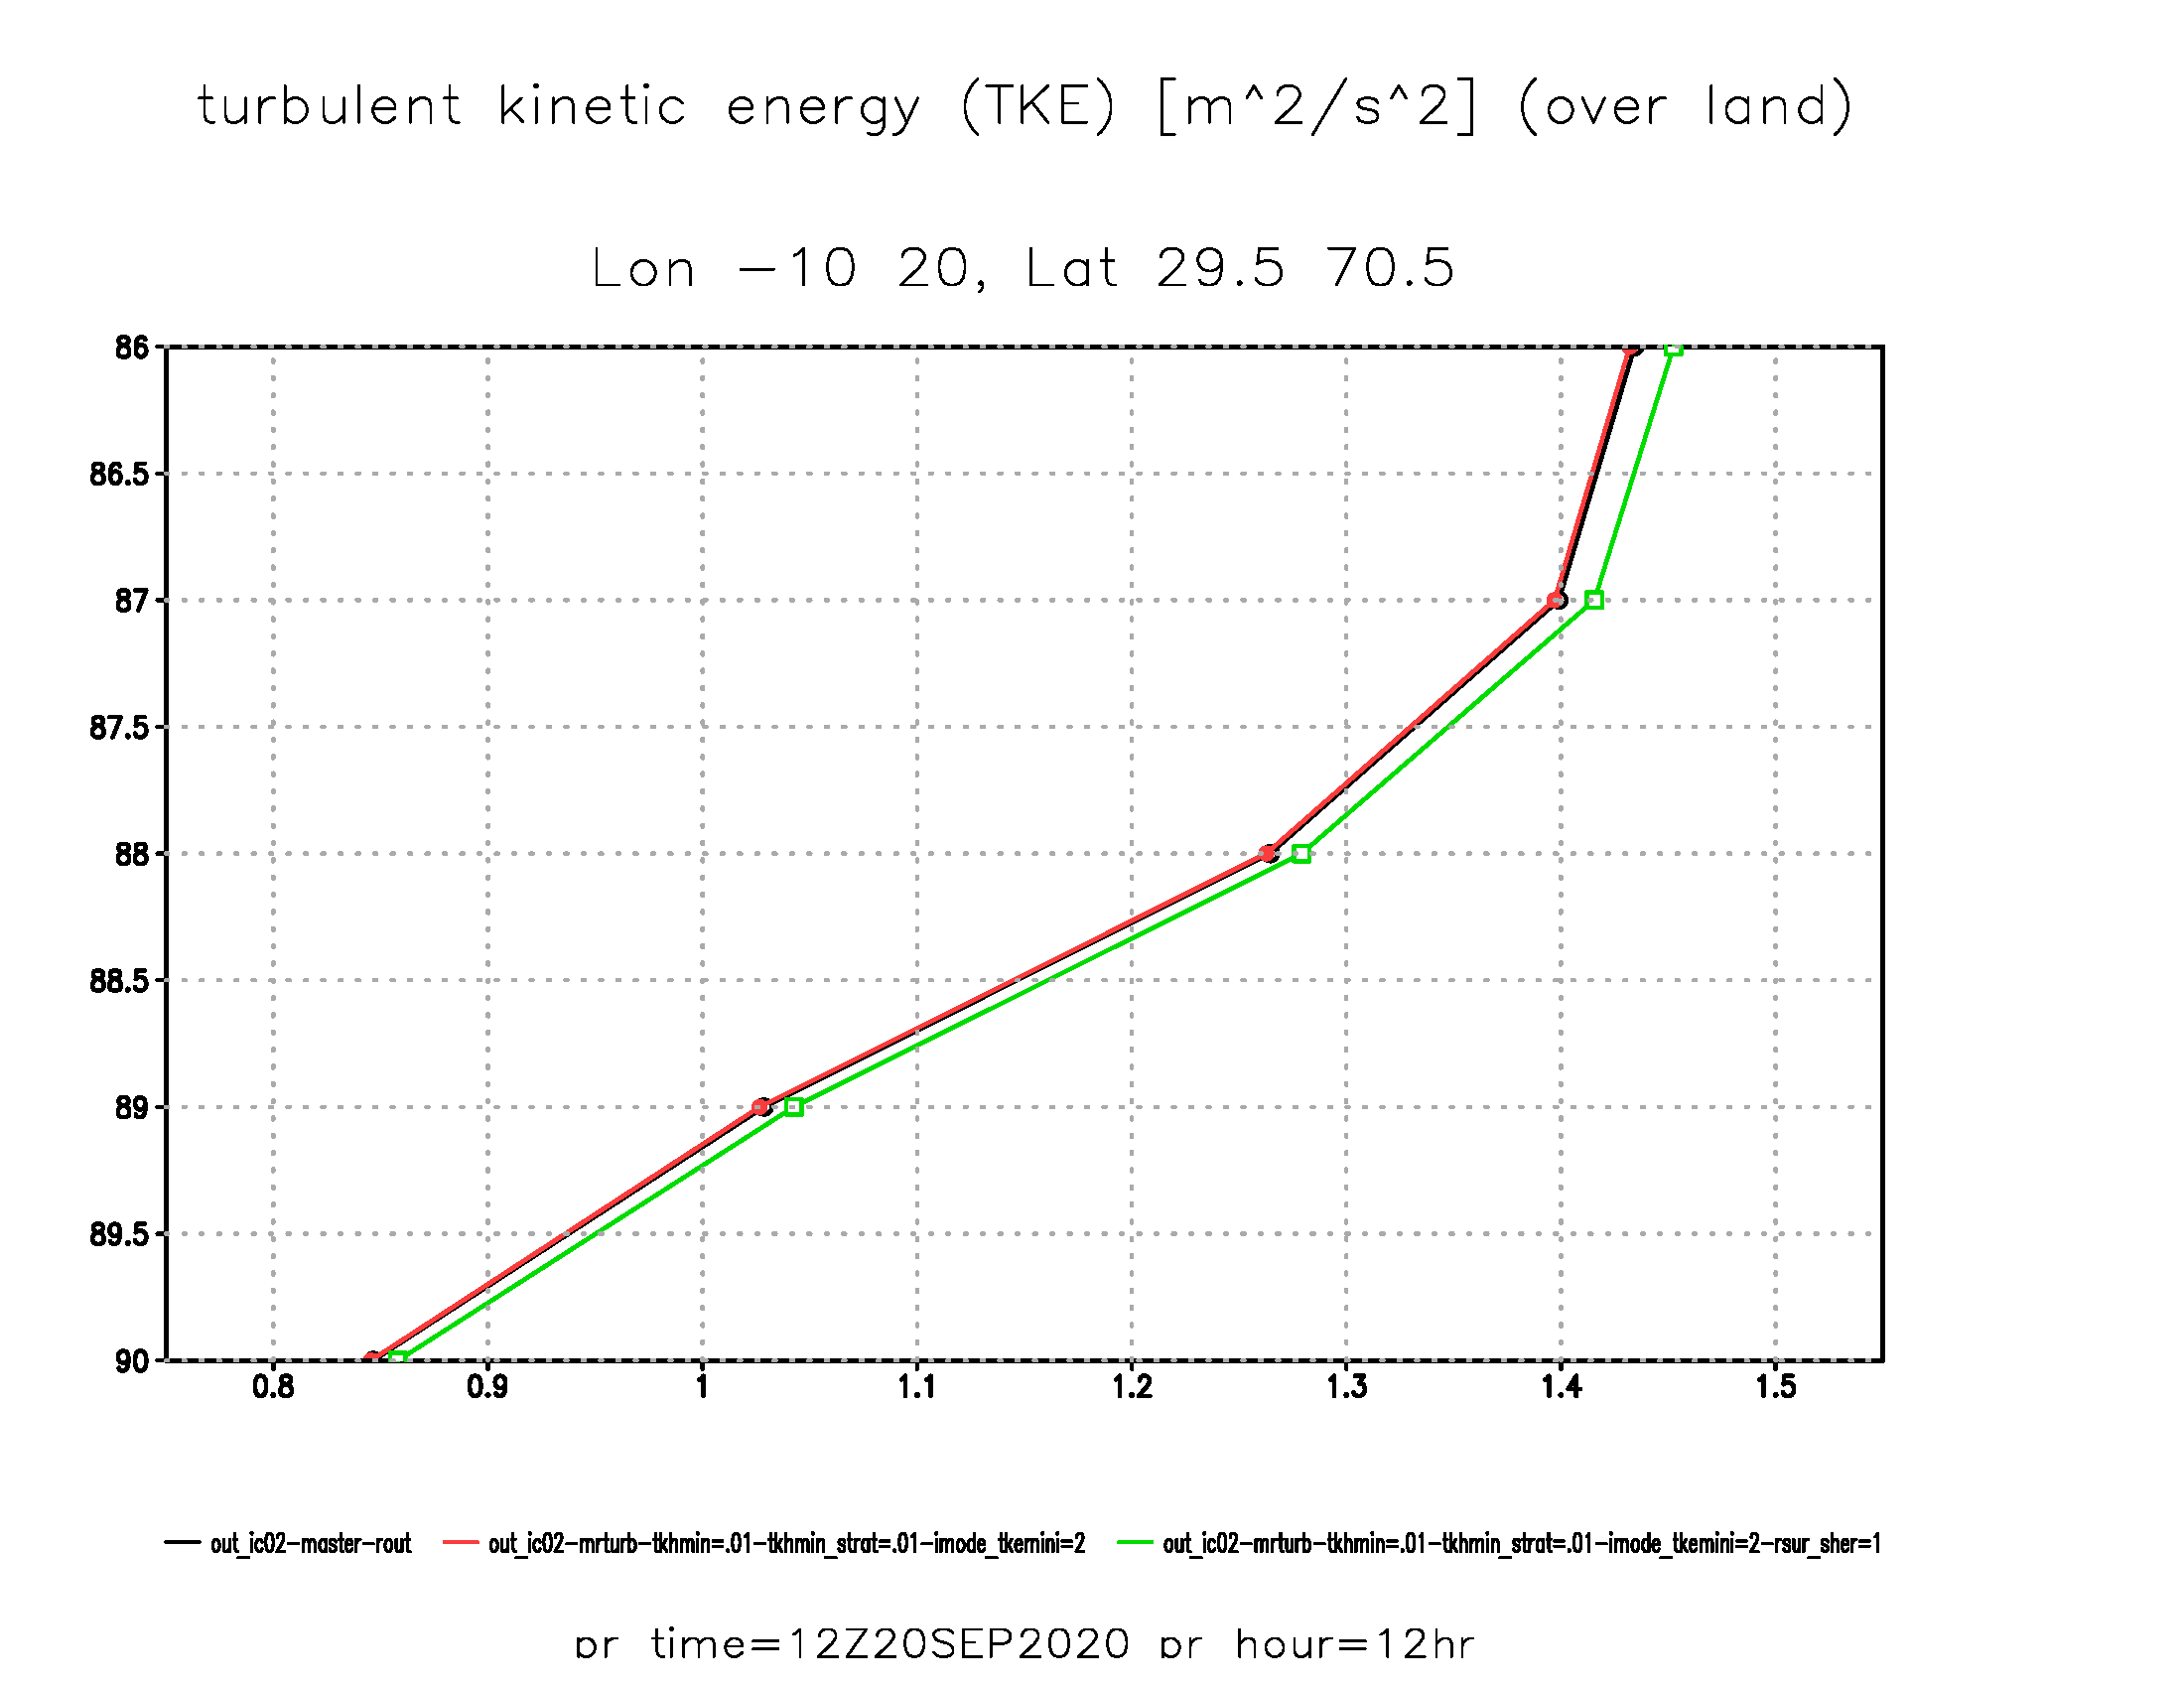 turbulent kinetic energy (TKE) [m^2/s^2] (over land)
Lon −10 20, Lat 29.5 70.5
86
86.5
87
87.5
88
88.5
89
89.5
90
0.8 0.9 1 1.1 1.2 1.3 1.4 1.5
out_ic02−master−rout out_ic02−mrturb−tkhmin=.01−tkhmin_strat=.01−imode_tkemini=2 out_ic02−mrturb−tkhmin=.01−tkhmin_strat=.01−imode_tkemini=2−rsur_sher=1
pr time=12Z20SEP2020 pr hour=12hr